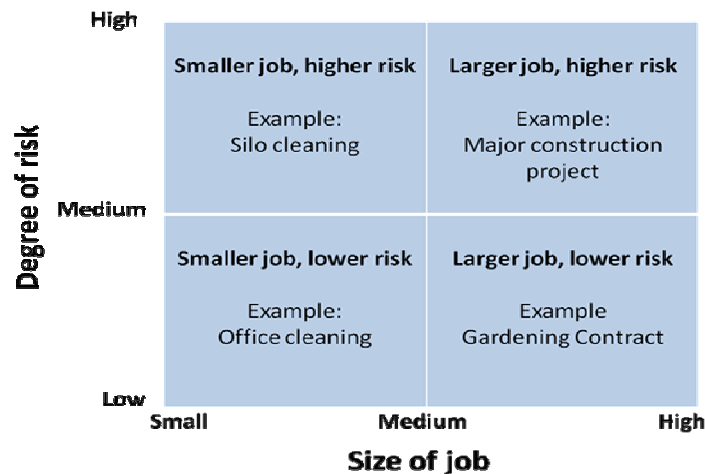 High
Smaller job, higher risk
Example:
Silo cleaning
Larger job, higher risk
Example:
Major construction
project
Degree of risk
Medium
Smaller job, lower risk
Example:
Office cleaning
Larger job, lower risk
Example
Gardening Contract
Low
Small
Medium
High
Size of job